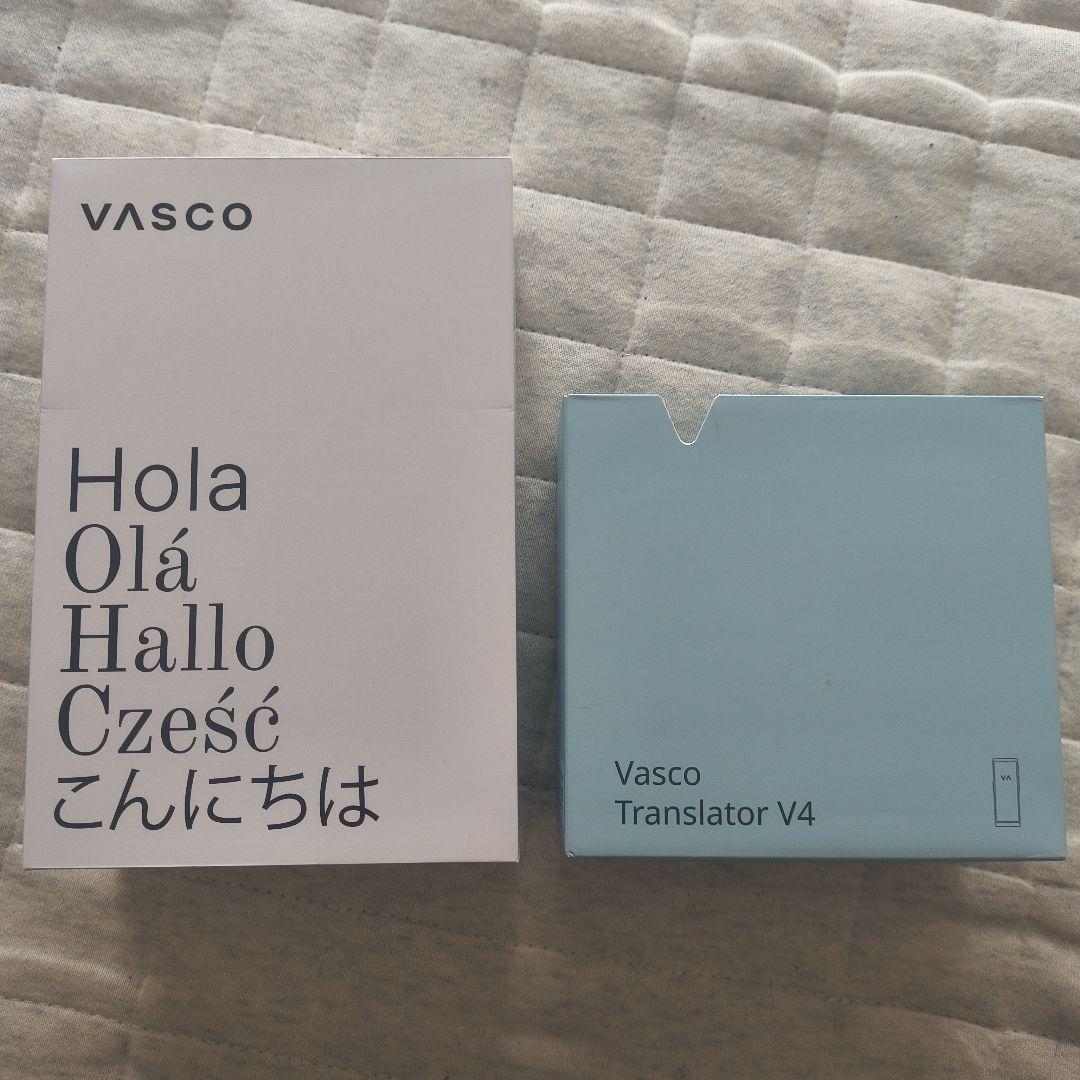 VASCO
Hola
Olá
Hallo
Cześć
こんにちは
Vasco
Translator V4
VA